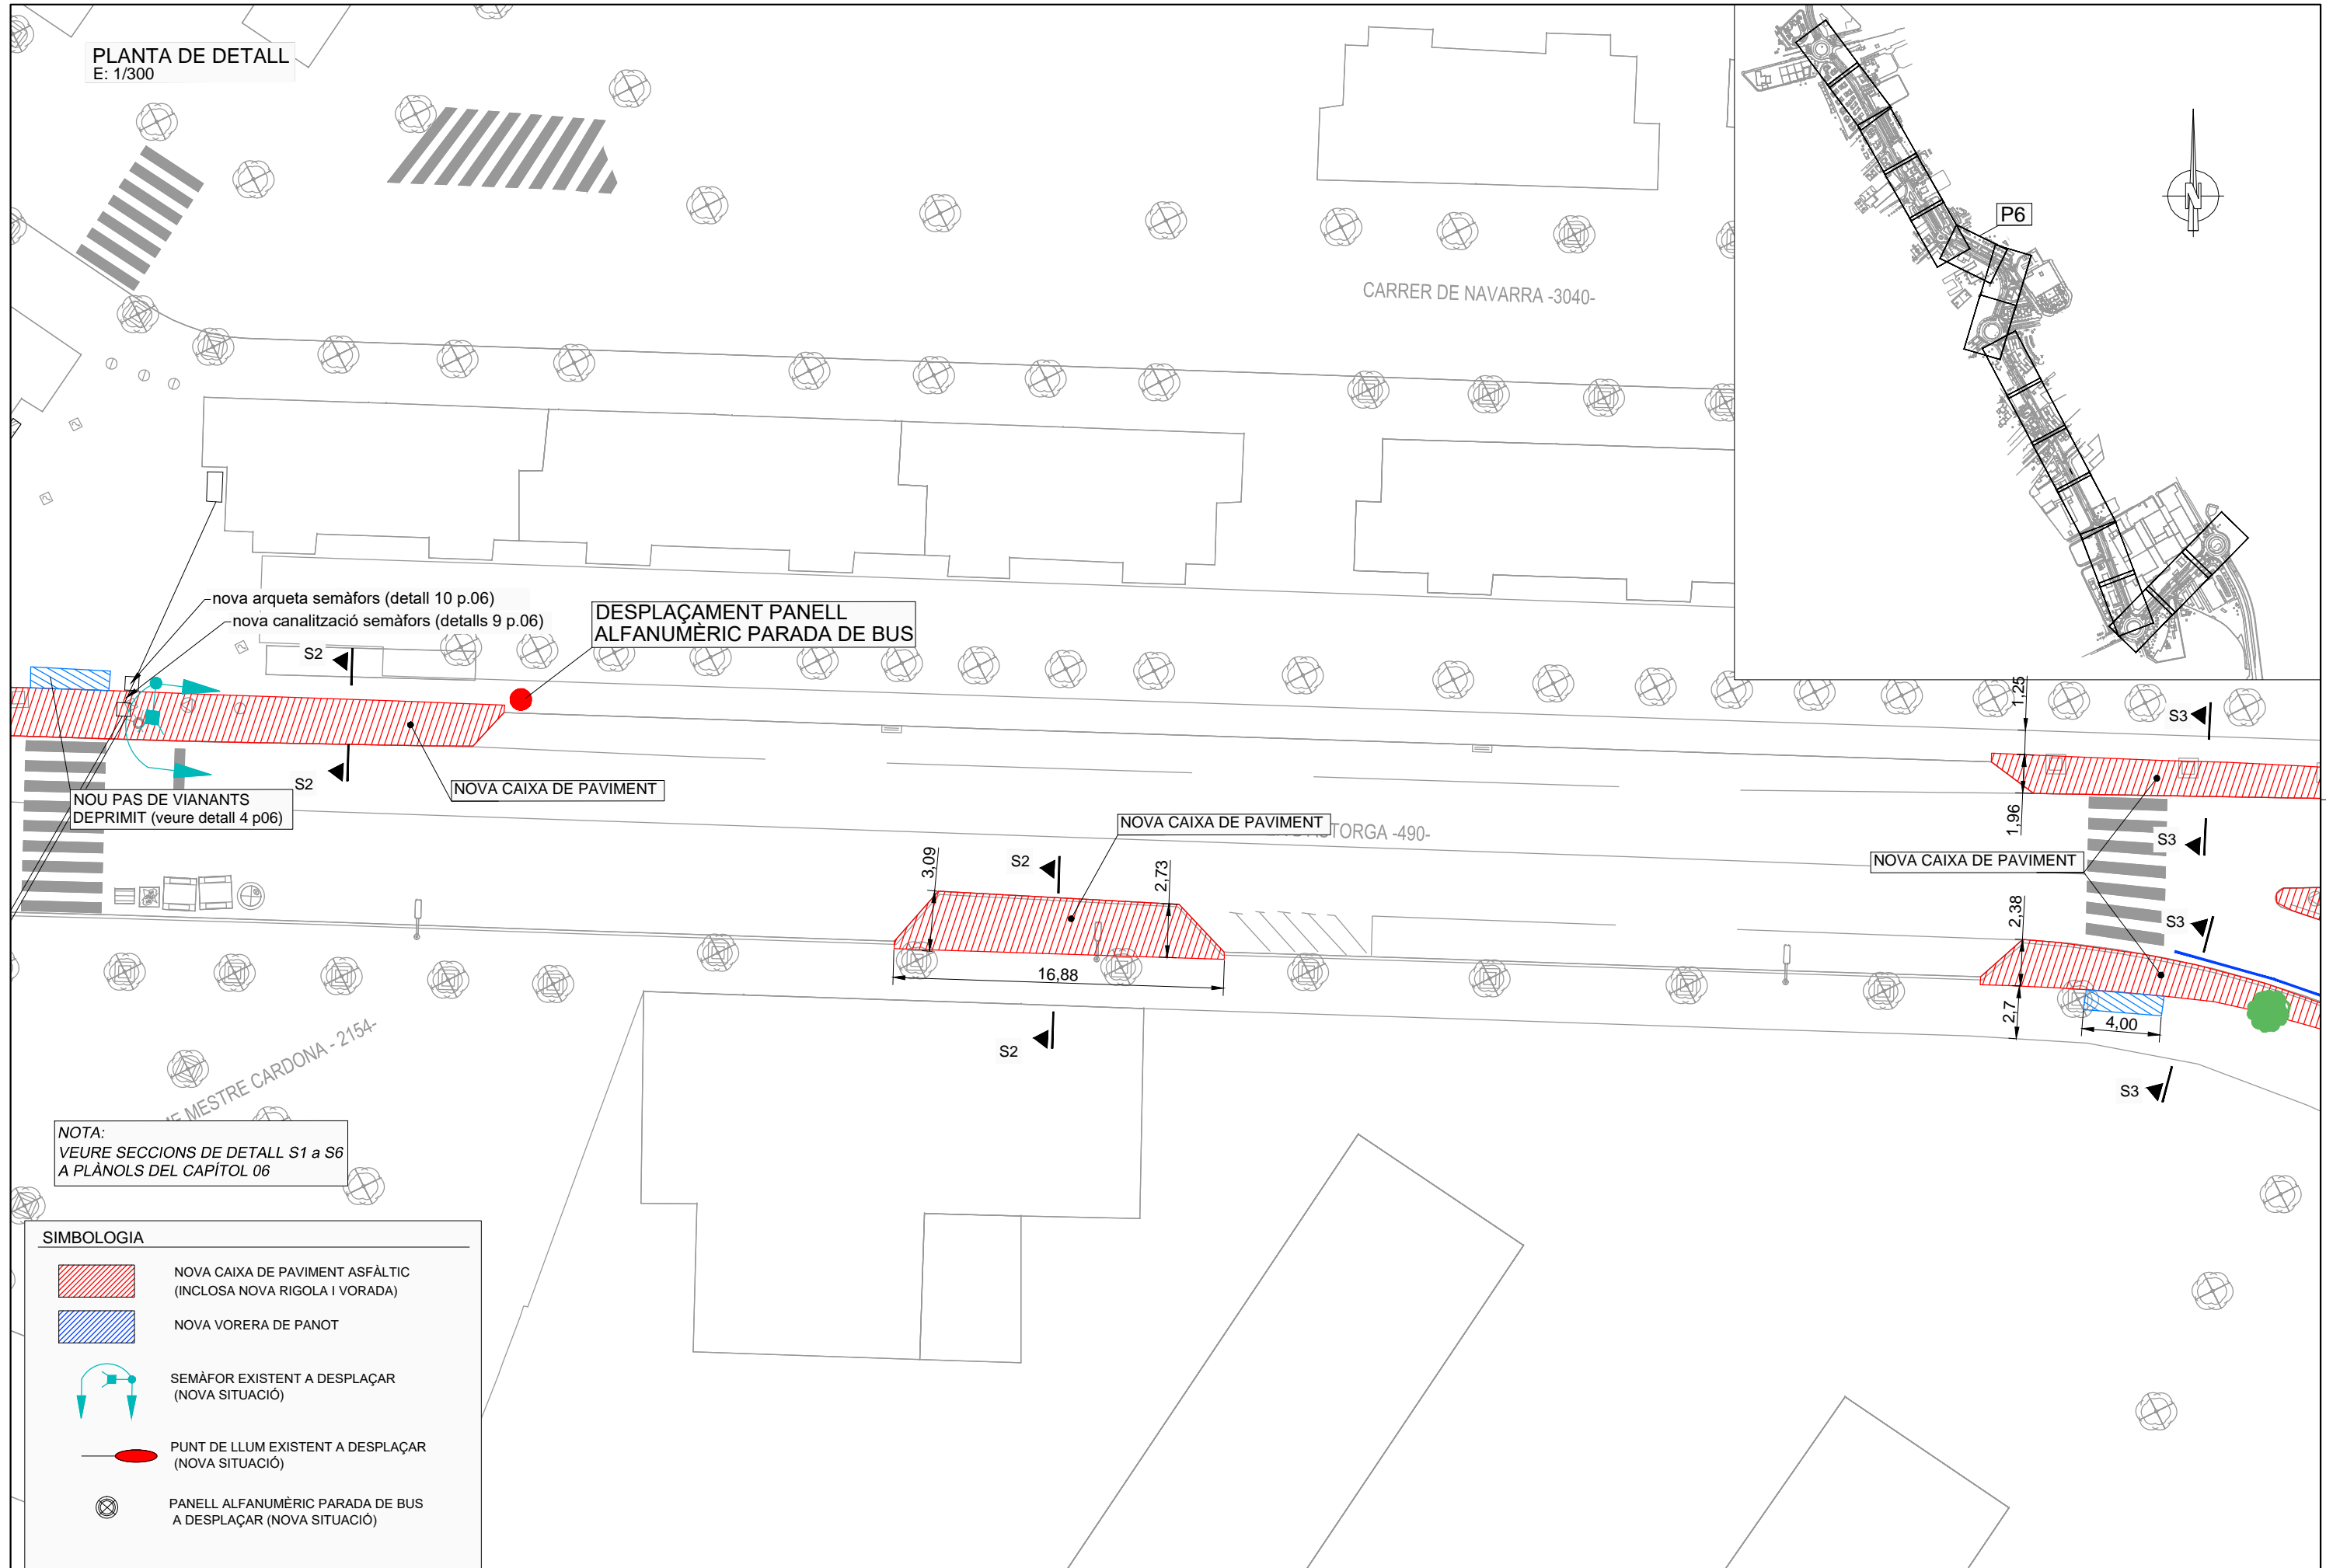 PLANTA DE DETALL
E: 1/300
P6
N
CARRER DE NAVARRA -3040-
nova arqueta semàfors (detall 10 p.06)
nova canalització semàfors (detalls 9 p.06)
DESPLAÇAMENT PANELL
ALFANUMÈRIC PARADA DE BUS
S2
S2
NOVA CAIXA DE PAVIMENT
NOU PAS DE VIANANTS
DEPRIMIT (veure detall 4 p06)
1,25
S3
1,96
NOVA CAIXA DE PAVIMENT
TORGA -490-
S3
NOVA CAIXA DE PAVIMENT
3,09
S2
2,73
16,88
S2
2,38
S3
2,7
4,00
S3
MESTRE CARDONA - 2154-
NOTA:
VEURE SECCIONS DE DETALL S1 a S6
A PLÀNOLS DEL CAPÍTOL 06
SIMBOLOGIA
NOVA CAIXA DE PAVIMENT ASFÀLTIC
(INCLOSA NOVA RIGOLA I VORADA)
NOVA VORERA DE PANOT
SEMÀFOR EXISTENT A DESPLAÇAR
(NOVA SITUACIÓ)
PUNT DE LLUM EXISTENT A DESPLAÇAR
(NOVA SITUACIÓ)
PANELL ALFANUMÈRIC PARADA DE BUS
A DESPLAÇAR (NOVA SITUACIÓ)